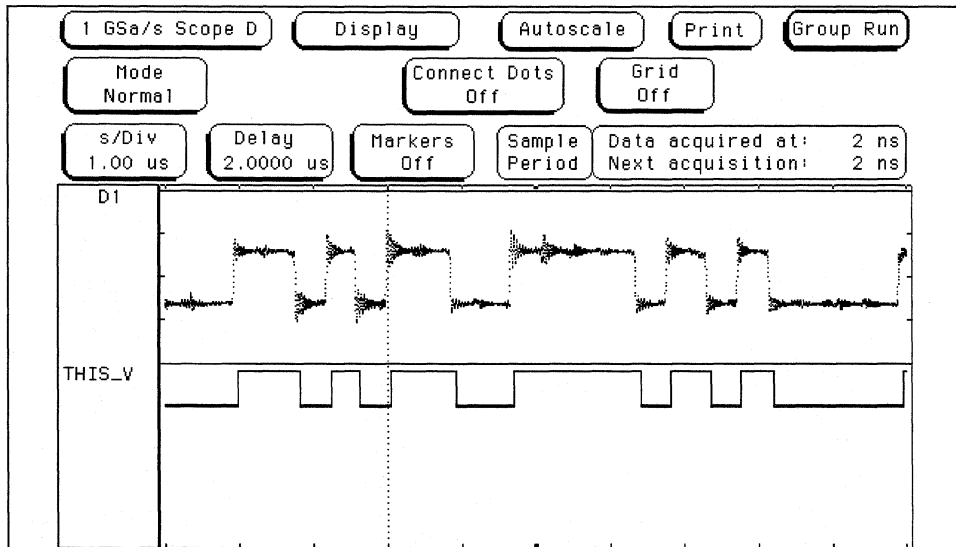 1 GSa/s Scope D Display Autoscale Print Group Run
Mode Connect Dots Grid
Normal Off Off
s/Div Delay Markers Sample Data acquired at: 2 ns
1.00 us 2.0000 us Off Period Next acquisition: 2 ns
D1
THIS_V